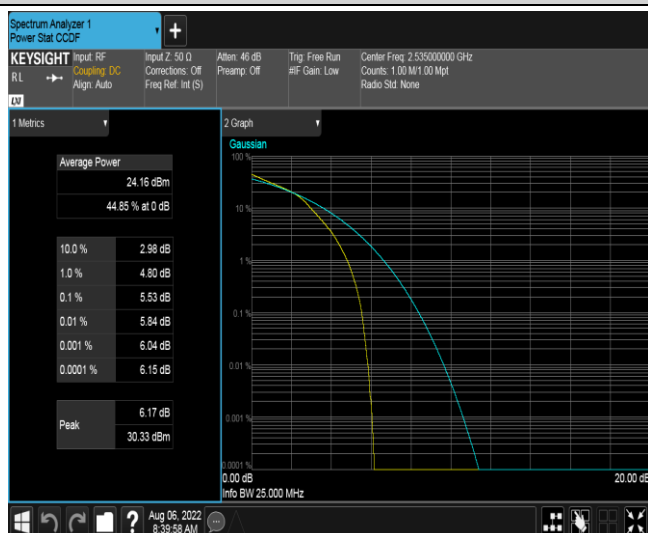 Spectrum Analyzer 1
Power Stat CCDF
+
KEYSIGHT
RL
LXI
Input: RF
Coupling: DC
Align: Auto
Input Z: 50 Ω
Corrections: Off
Freq Ref: Int (S)
Atten: 46 dB
Preamp: Off
Trig: Free Run
#IF Gain: Low
Center Freq: 2.535000000 GHz
Counts: 1.00 M/1.00 Mpt
Radio Std: None
1 Metrics
Average Power
24.16 dBm
44.85 % at 0 dB
10.0 % 2.98 dB
1.0 % 4.80 dB
0.1 % 5.53 dB
0.01 % 5.84 dB
0.001 % 6.04 dB
0.0001 % 6.15 dB
Peak
6.17 dB
30.33 dBm
2 Graph
Gaussian
100 %
10 %
1 %
0.1 %
0.01 %
0.001 %
0.0001 %
0.00 dB 20.00 dB
Info BW 25.000 MHz
?
Aug 06, 2022
8:39:58 AM